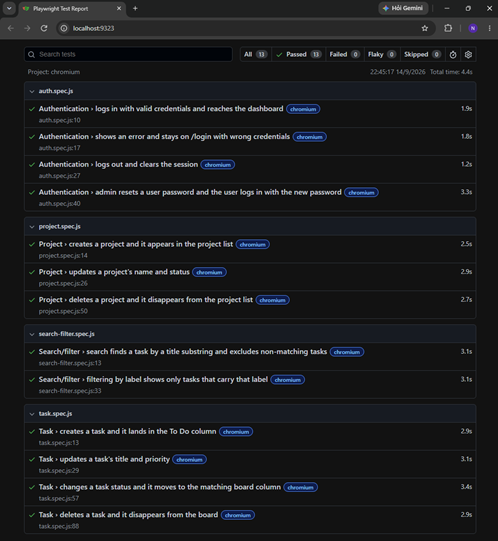 Playwright Test Report
Hỏi Gemini
localhost:9323
N
Search tests
All 13 Passed 13 Failed 0 Flaky 0 Skipped 0
Project: chromium
22:45:17 14/9/2026 Total time: 4.4s
auth.spec.js
Authentication › logs in with valid credentials and reaches the dashboard chromium 1.9s
auth.spec.js:10
Authentication › shows an error and stays on /login with wrong credentials chromium 1.8s
auth.spec.js:17
Authentication › logs out and clears the session chromium 1.2s
auth.spec.js:27
Authentication › admin resets a user password and the user logs in with the new password chromium 3.3s
auth.spec.js:40
project.spec.js
Project › creates a project and it appears in the project list chromium 2.5s
project.spec.js:14
Project › updates a project's name and status chromium 2.9s
project.spec.js:26
Project › deletes a project and it disappears from the project list chromium 2.7s
project.spec.js:50
search-filter.spec.js
Search/filter › search finds a task by a title substring and excludes non-matching tasks chromium 3.1s
search-filter.spec.js:13
Search/filter › filtering by label shows only tasks that carry that label chromium 3.1s
search-filter.spec.js:33
task.spec.js
Task › creates a task and it lands in the To Do column chromium 2.9s
task.spec.js:13
Task › updates a task's title and priority chromium 3.1s
task.spec.js:29
Task › changes a task status and it moves to the matching board column chromium 3.4s
task.spec.js:57
Task › deletes a task and it disappears from the board chromium 2.9s
task.spec.js:88